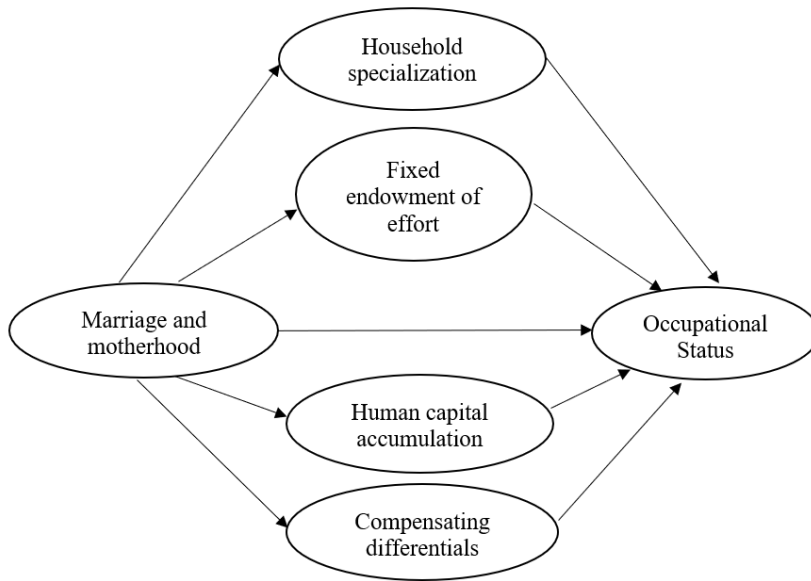 Household
specialization
Fixed
endowment of
effort
Marriage and
motherhood
Occupational
Status
Human capital
accumulation
Compensating
differentials